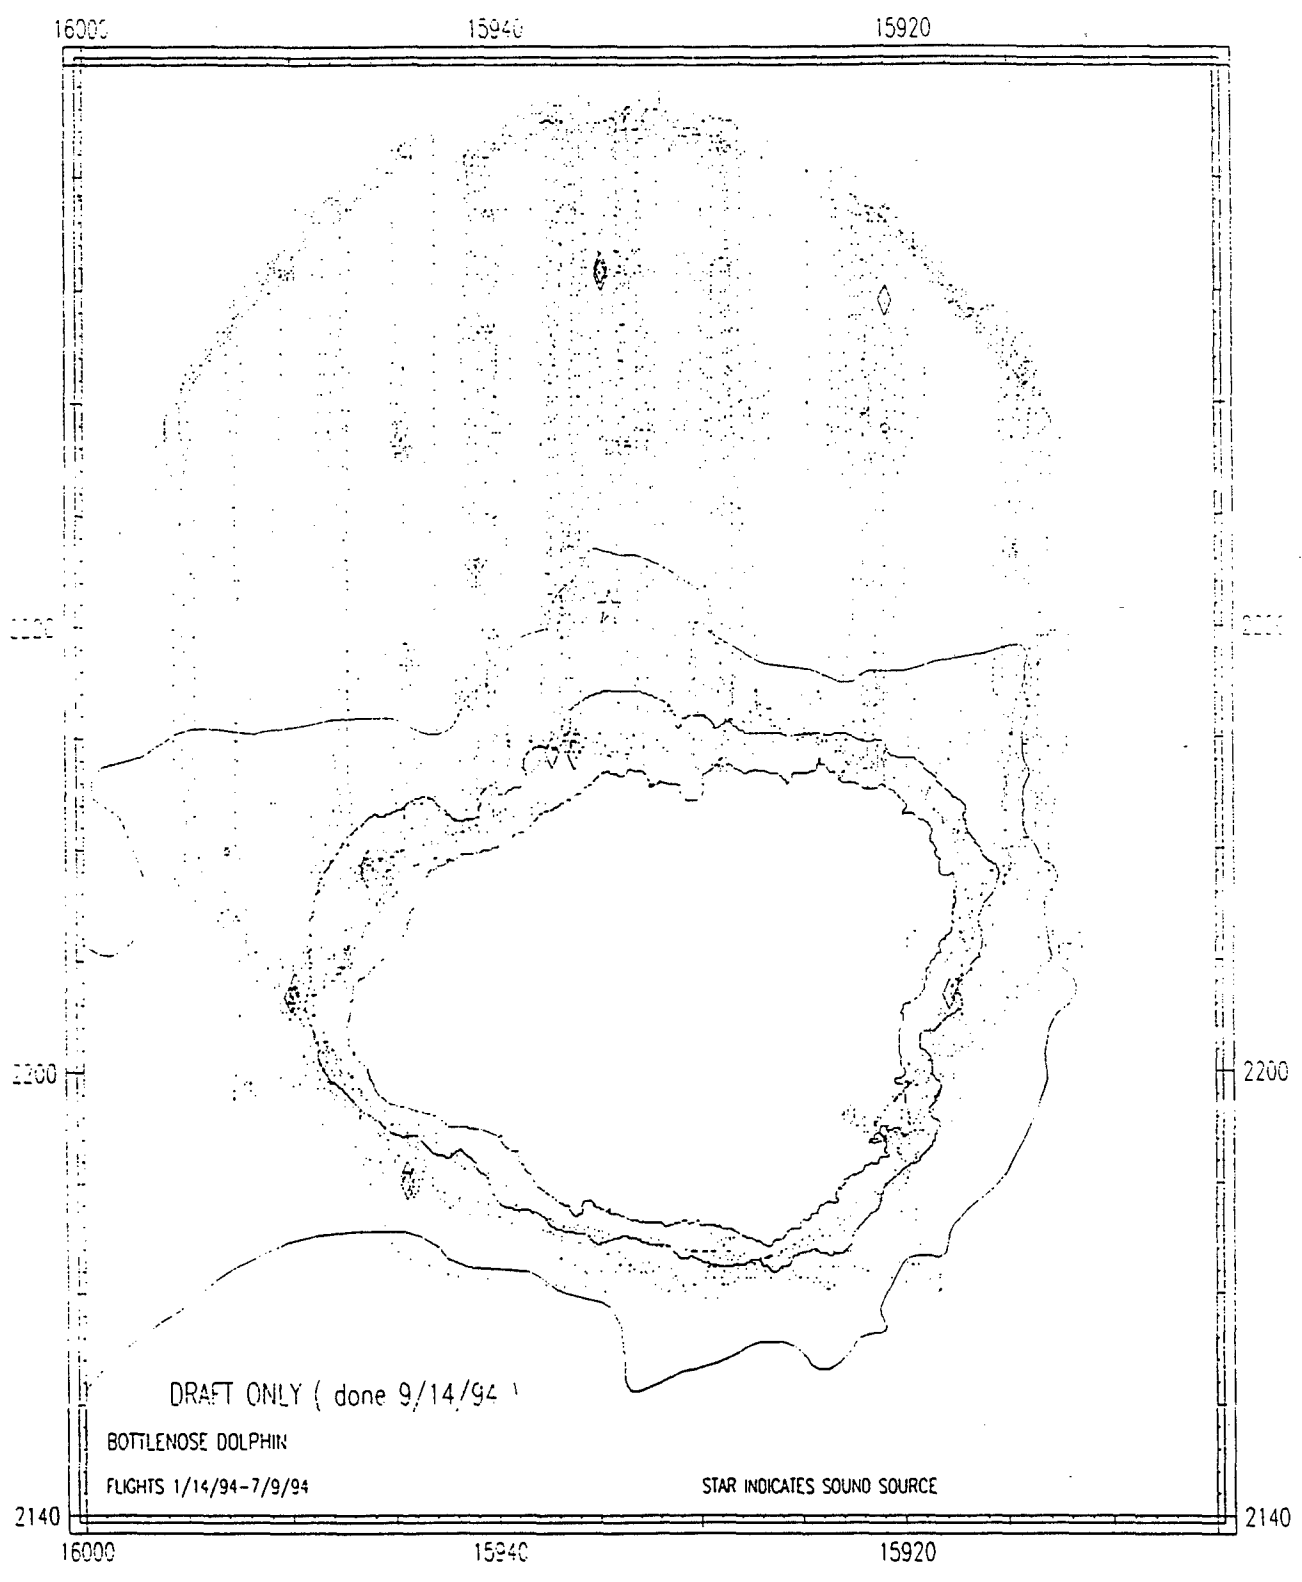 16000 15940 15920
2200 2200
DRAFT ONLY ( done 9/14/94 )
BOTTLENOSE DOLPHIN
FLIGHTS 1/14/94-7/9/94 STAR INDICATES SOUND SOURCE
2140 2140
16000 15940 15920